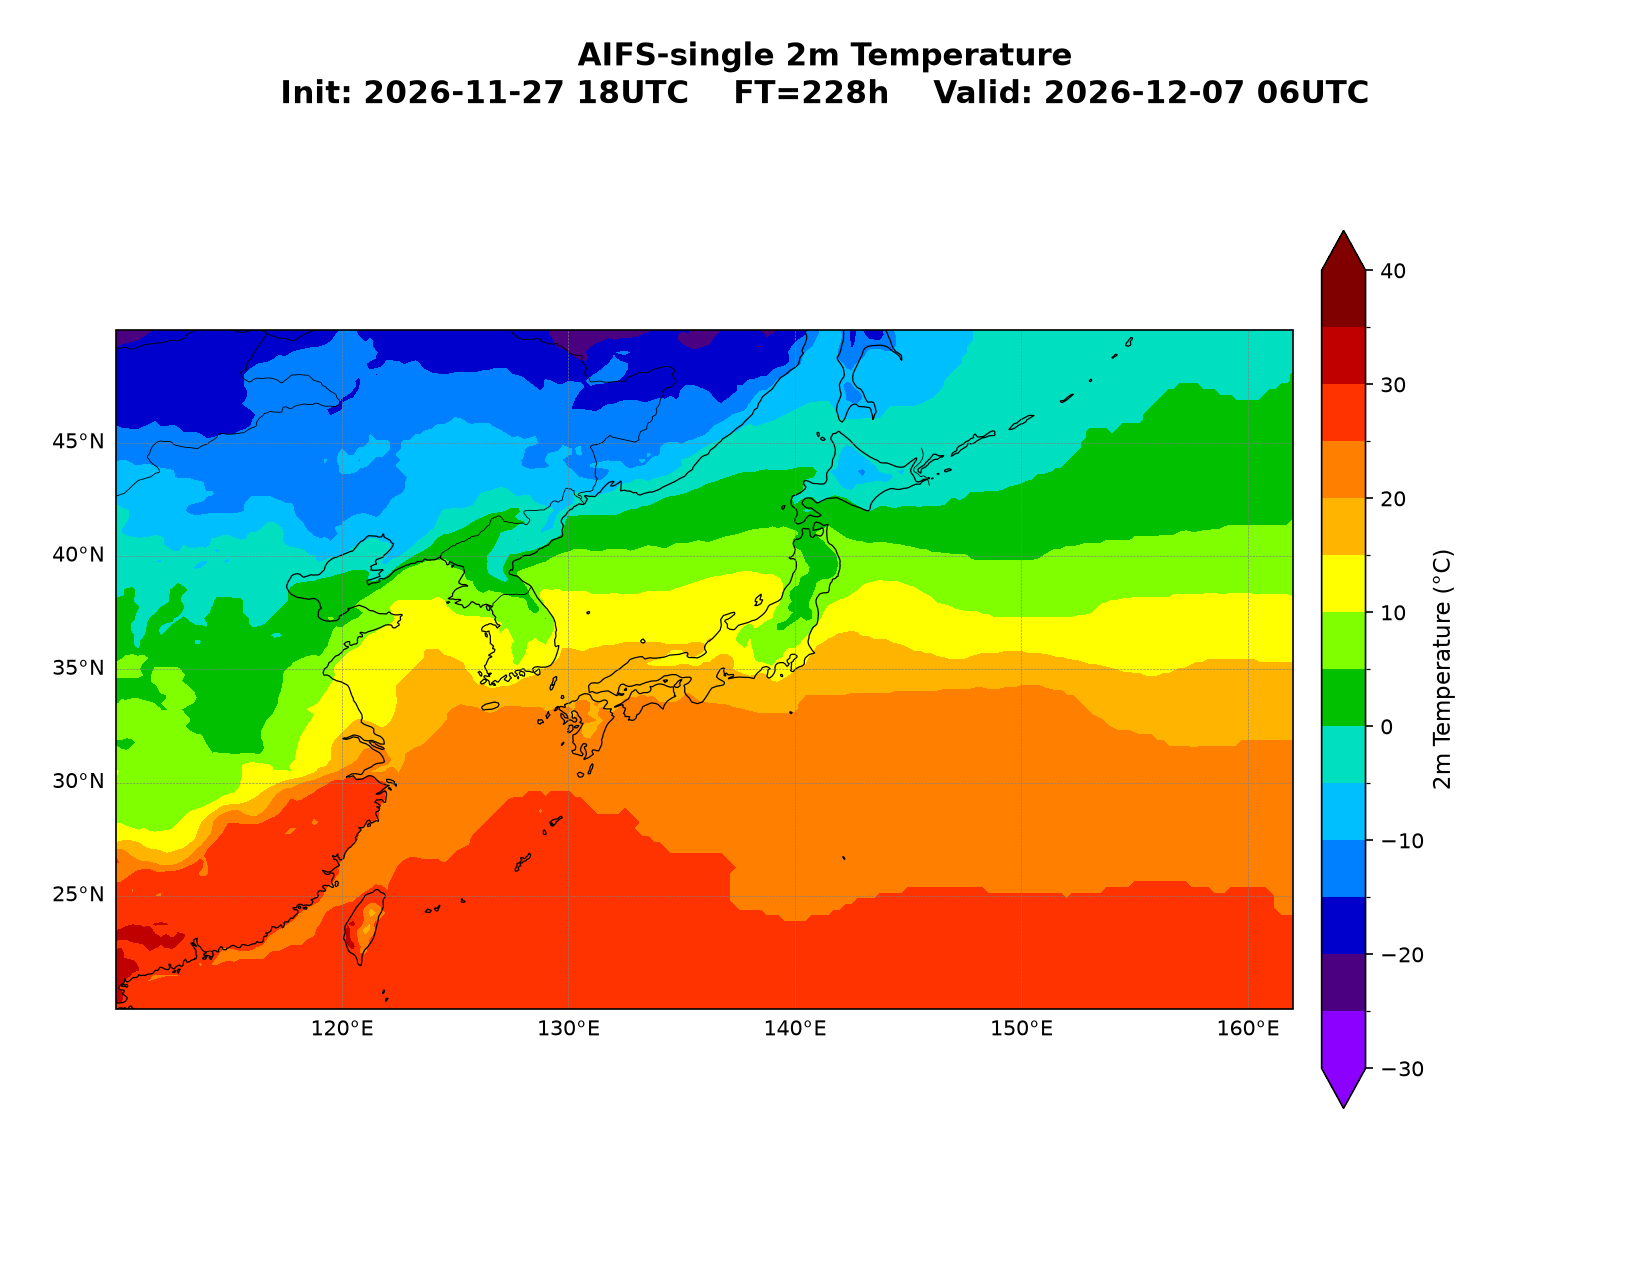 AIFS-single 2m Temperature
Init: 2026-11-27 18UTC    FT=228h    Valid: 2026-12-07 06UTC
45°N
40°N
35°N
30°N
25°N
120°E
130°E
140°E
150°E
160°E
40
30
20
10
0
−10
−20
−30
2m Temperature (°C)